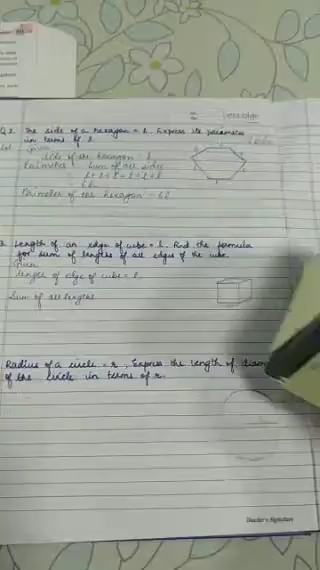 Q2. The side of a hexagon = l. Express its perimeter
in terms of l.
Sol. Given
Side of the hexagon = l
Perimeter = Sum of all sides
l + l + l + l + l + l
= 6l
Perimeter of the hexagon = 6l
Length of an edge of cube = l. Find the formula
for sum of lengths of all edges of the cube.
Given
Length of edge of cube = l
Sum of all lengths
Radius of a circle = r, Express the length of
of the circle in terms of r.
Teacher's Signature